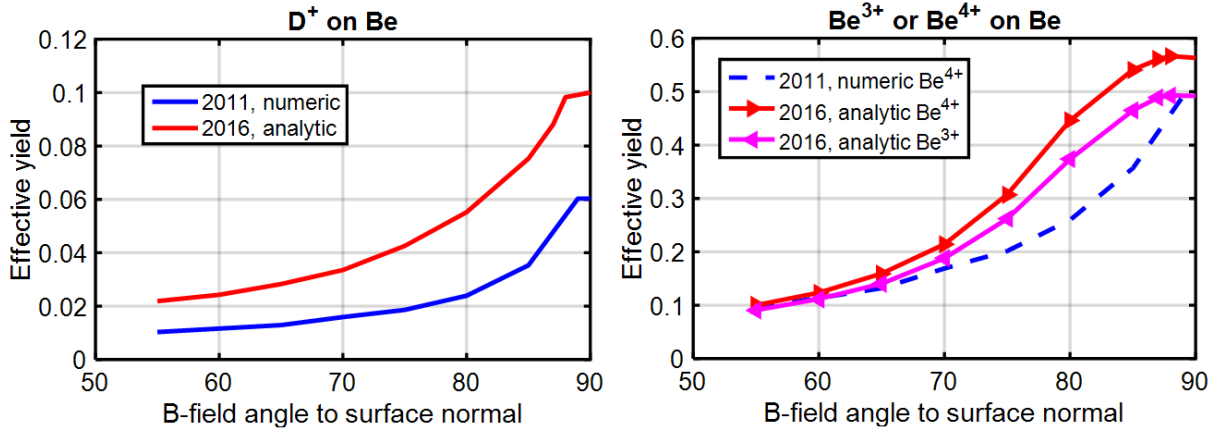 D⁺ on Be
0.12
0.1
0.08
0.06
0.04
0.02
0
Effective yield
2011, numeric
2016, analytic
50 60 70 80 90
B-field angle to surface normal
Be³⁺ or Be⁴⁺ on Be
0.6
0.5
0.4
0.3
0.2
0.1
0
Effective yield
2011, numeric Be⁴⁺
2016, analytic Be⁴⁺
2016, analytic Be³⁺
50 60 70 80 90
B-field angle to surface normal